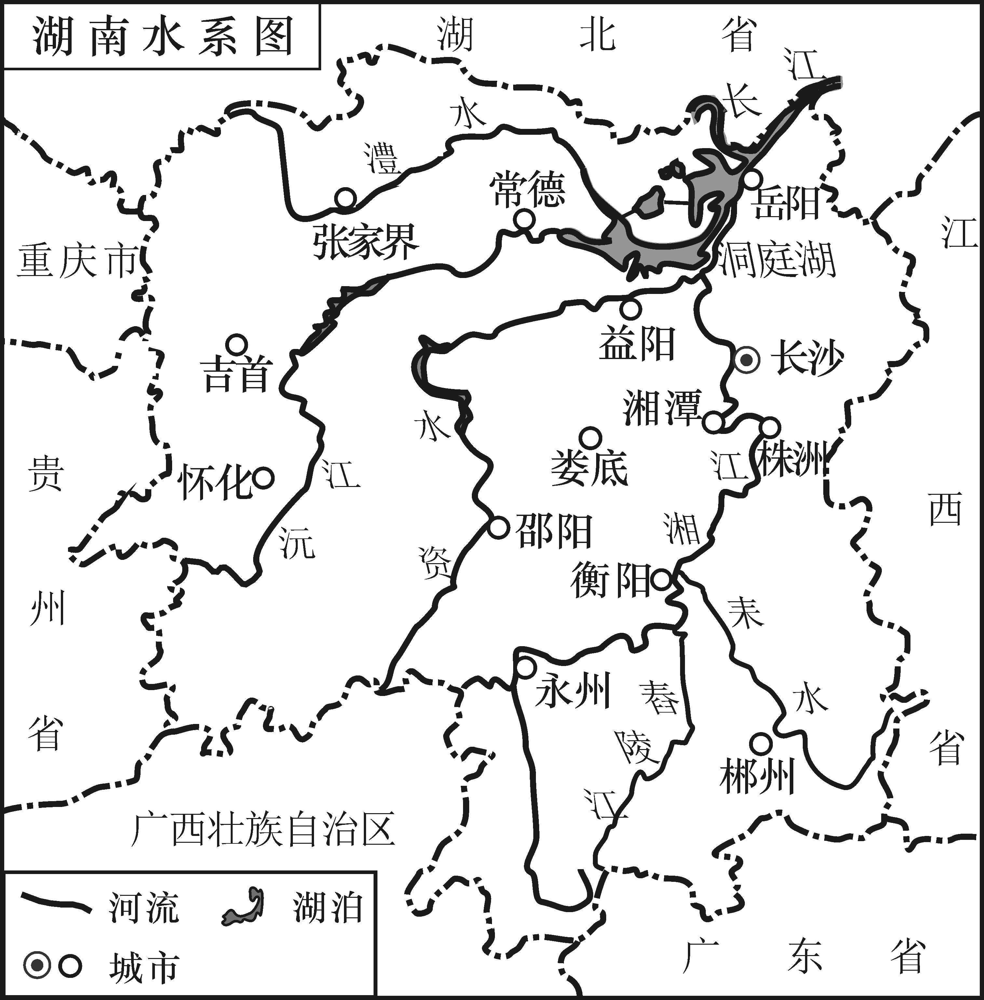 湖南水系图
湖北省
长江
澧水
常德
岳阳
张家界
洞庭湖
重庆市
益阳
吉首
长沙
湘潭
株洲
水
娄底
怀化
沅江
江西省
邵阳
资
湘江
衡阳
耒水
贵州省
永州
舂陵江
郴州
广西壮族自治区
广东省
河流
湖泊
城市